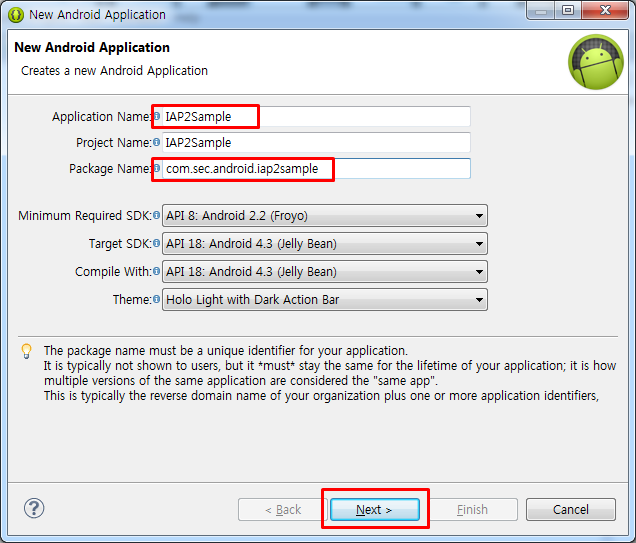 New Android Application
New Android Application
Creates a new Android Application
Application Name: IAP2Sample
Project Name: IAP2Sample
Package Name: com.sec.android.iap2sample
Minimum Required SDK: API 8: Android 2.2 (Froyo)
Target SDK: API 18: Android 4.3 (Jelly Bean)
Compile With: API 18: Android 4.3 (Jelly Bean)
Theme: Holo Light with Dark Action Bar
The package name must be a unique identifier for your application.
It is typically not shown to users, but it *must* stay the same for the lifetime of your application; it is how
multiple versions of the same application are considered the "same app".
This is typically the reverse domain name of your organization plus one or more application identifiers,
? < Back Next > Finish Cancel